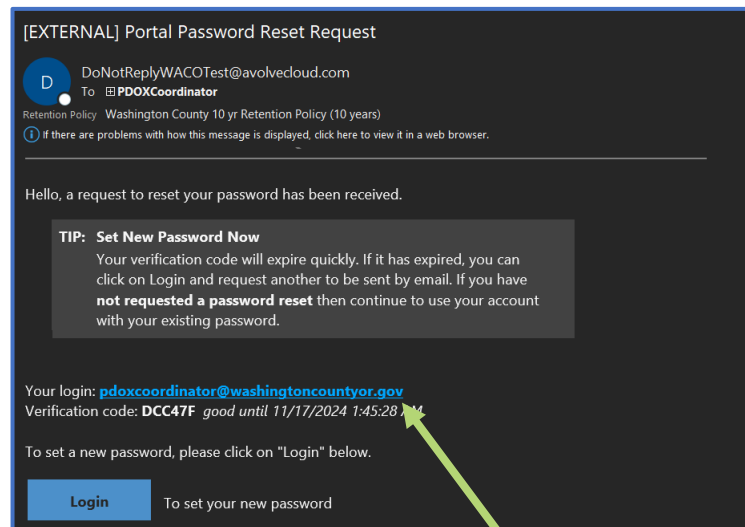 [EXTERNAL] Portal Password Reset Request
D
DoNotReplyWACOTest@avolvecloud.com
To PDOXCoordinator
Retention Policy Washington County 10 yr Retention Policy (10 years)
If there are problems with how this message is displayed, click here to view it in a web browser.
Hello, a request to reset your password has been received.
TIP: Set New Password Now
Your verification code will expire quickly. If it has expired, you can
click on Login and request another to be sent by email. If you have
not requested a password reset then continue to use your account
with your existing password.
Your login: pdoxcoordinator@washingtoncountyor.gov
Verification code: DCC47F good until 11/17/2024 1:45:28
To set a new password, please click on "Login" below.
Login To set your new password